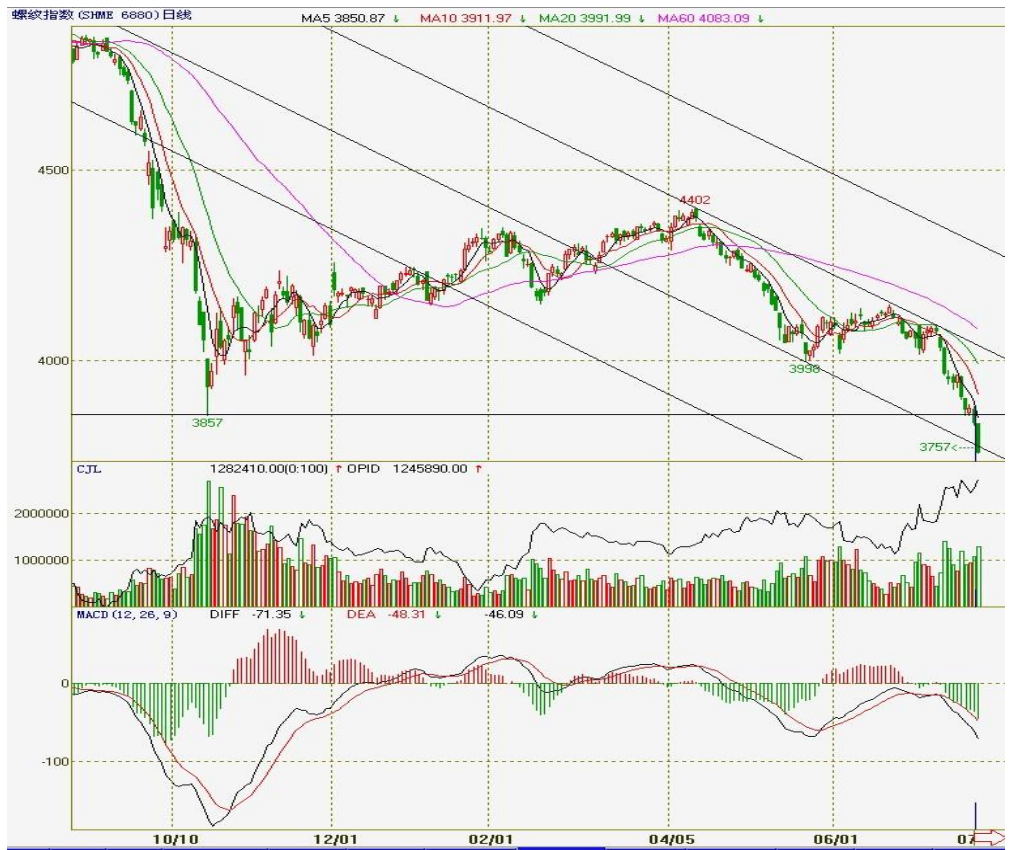 螺纹指数(SHME 6880)日线 MA5 3850.87 ↓ MA10 3911.97 ↓ MA20 3991.99 ↓ MA60 4083.09 ↓
4500
4402
4000
3998
3857
3757<
CJL 1282410.00(0:100) ↑ OPID 1245890.00 ↑
2000000
1000000
MACD(12,26,9) DIFF -71.35 ↓ DEA -48.31 ↓ -46.09 ↓
0
-100
10/10 12/01 02/01 04/05 06/01 07